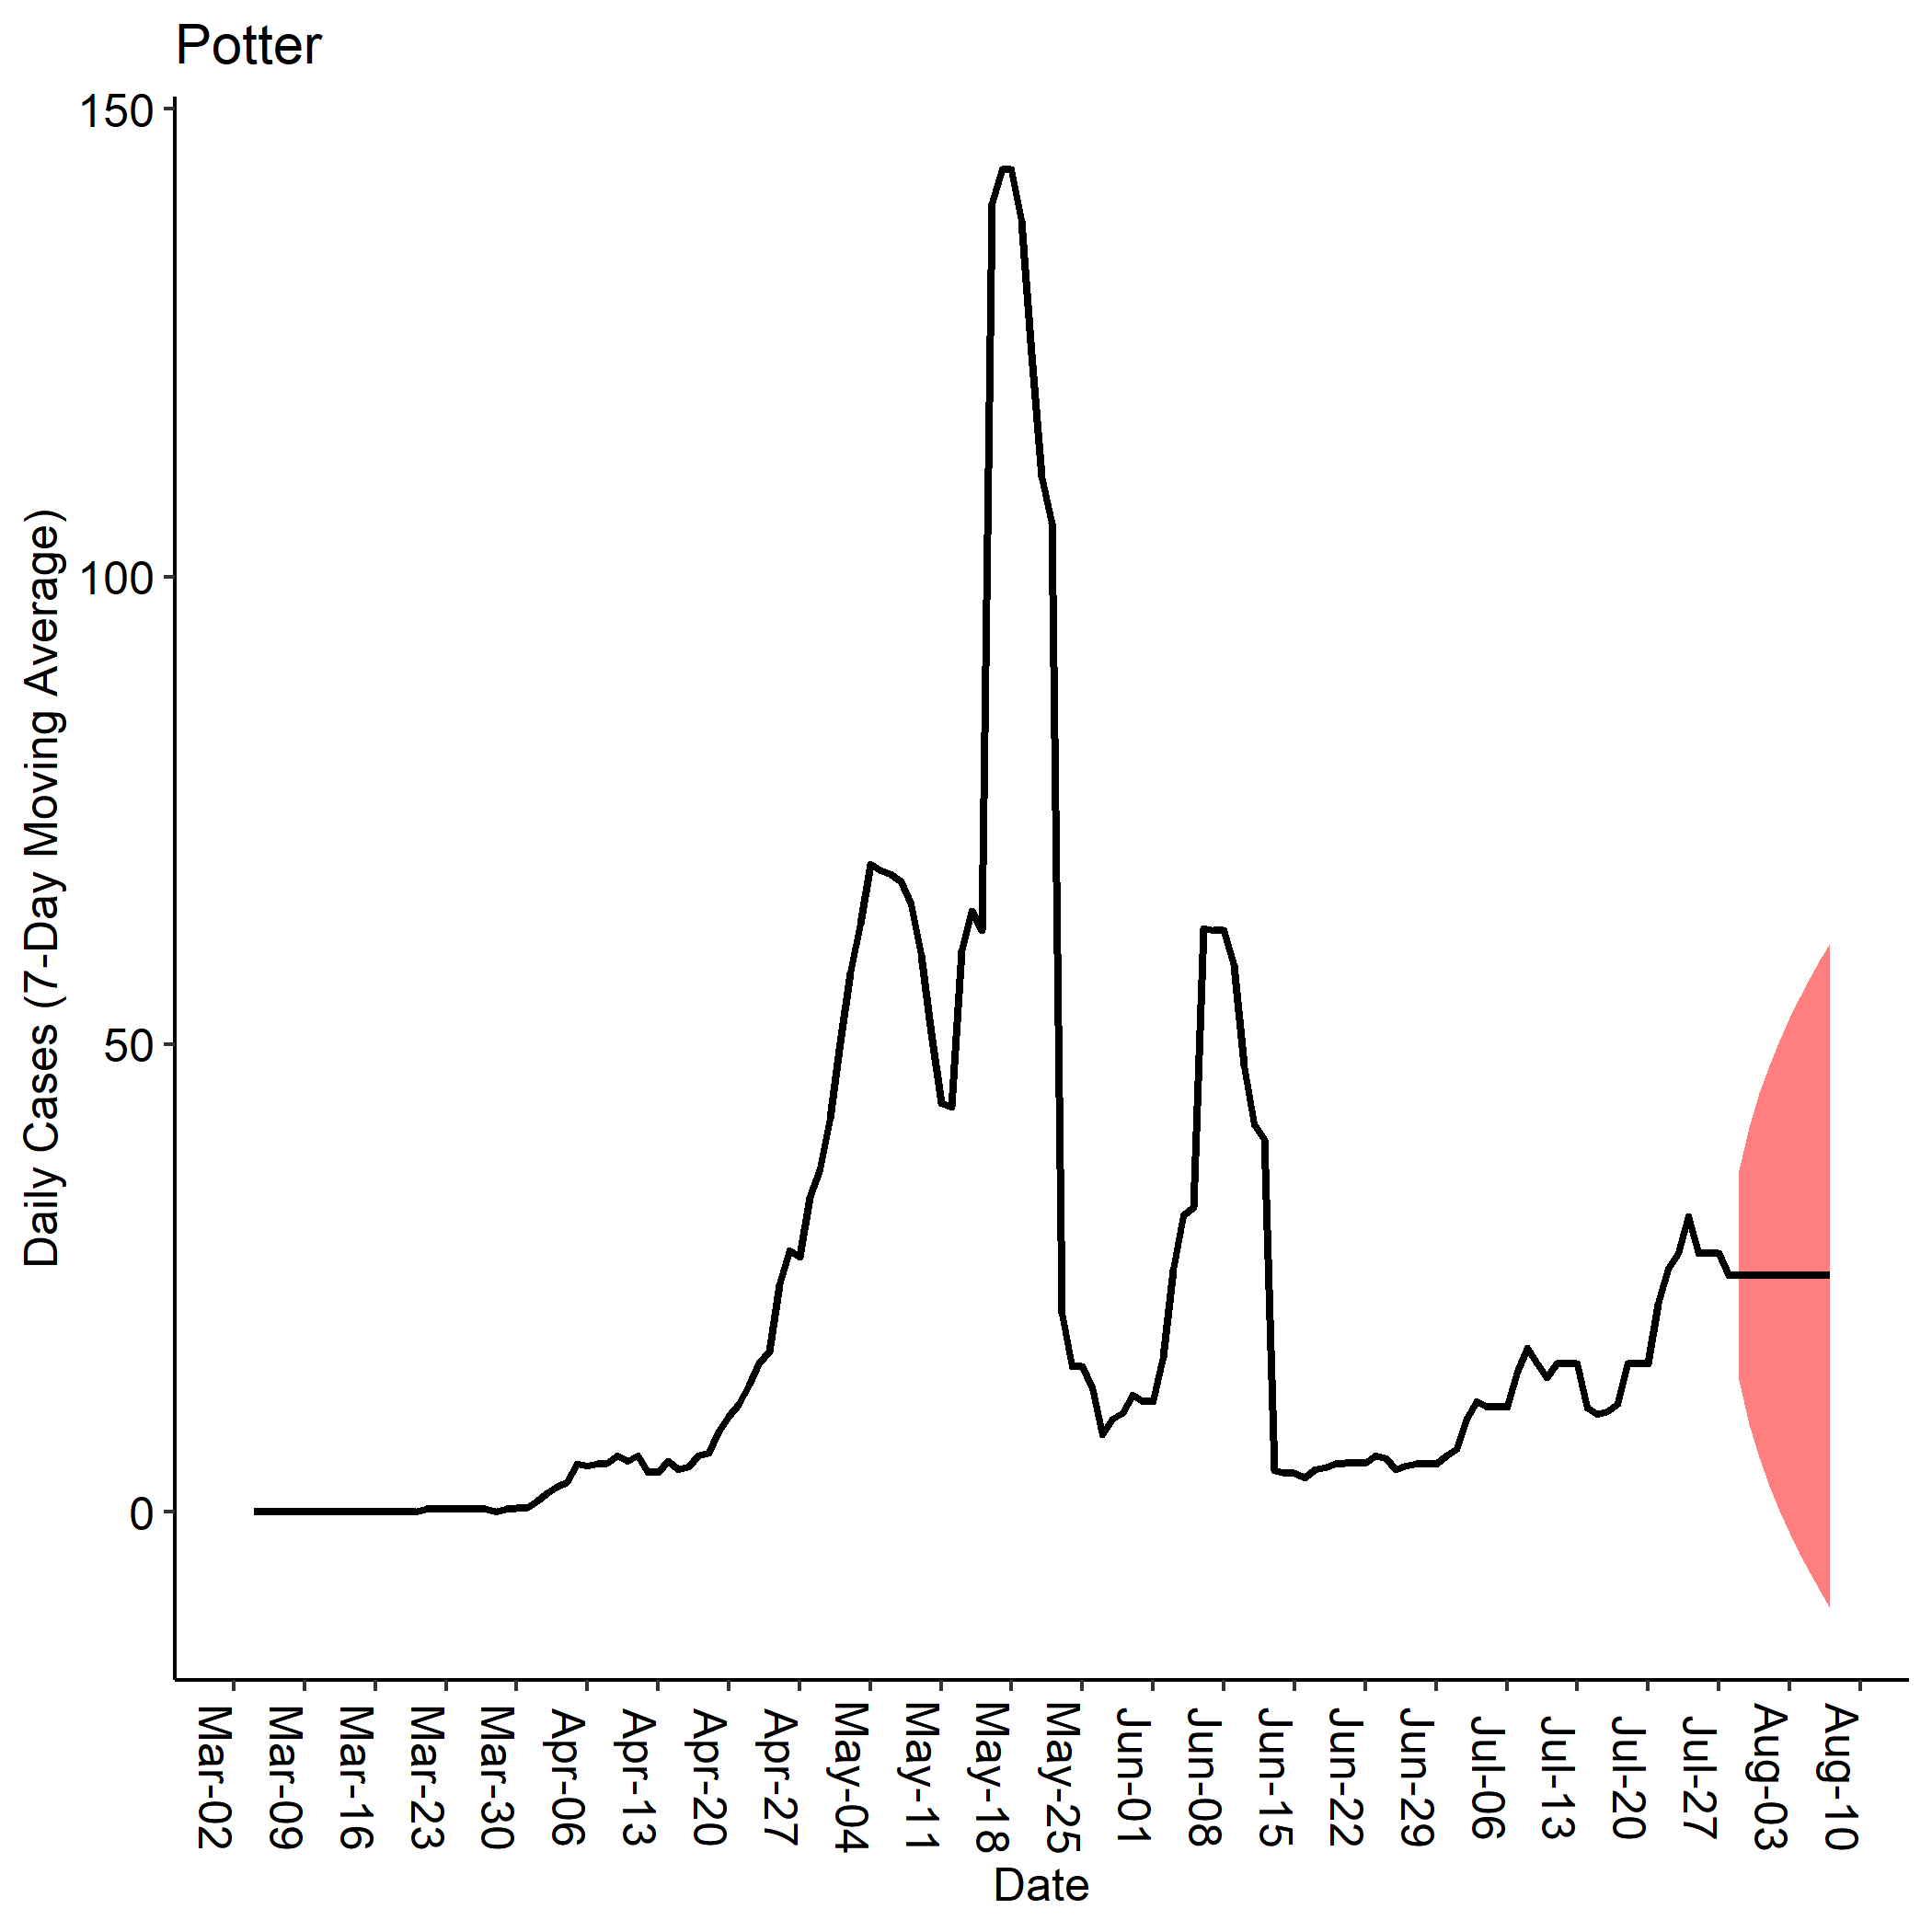 Potter
Daily Cases (7-Day Moving Average)
150
100
50
0
Mar-02
Mar-09
Mar-16
Mar-23
Mar-30
Apr-06
Apr-13
Apr-20
Apr-27
May-04
May-11
May-18
May-25
Jun-01
Jun-08
Jun-15
Jun-22
Jun-29
Jul-06
Jul-13
Jul-20
Jul-27
Aug-03
Aug-10
Date